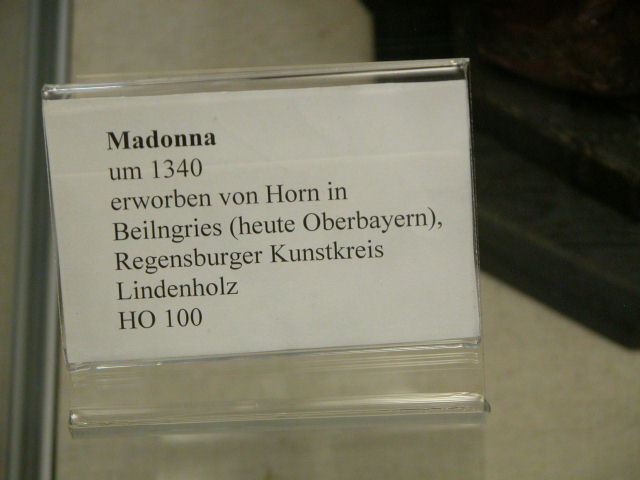 Madonna
um 1340
erworben von Horn in
Beilngries (heute Oberbayern),
Regensburger Kunstkreis
Lindenholz
HO 100